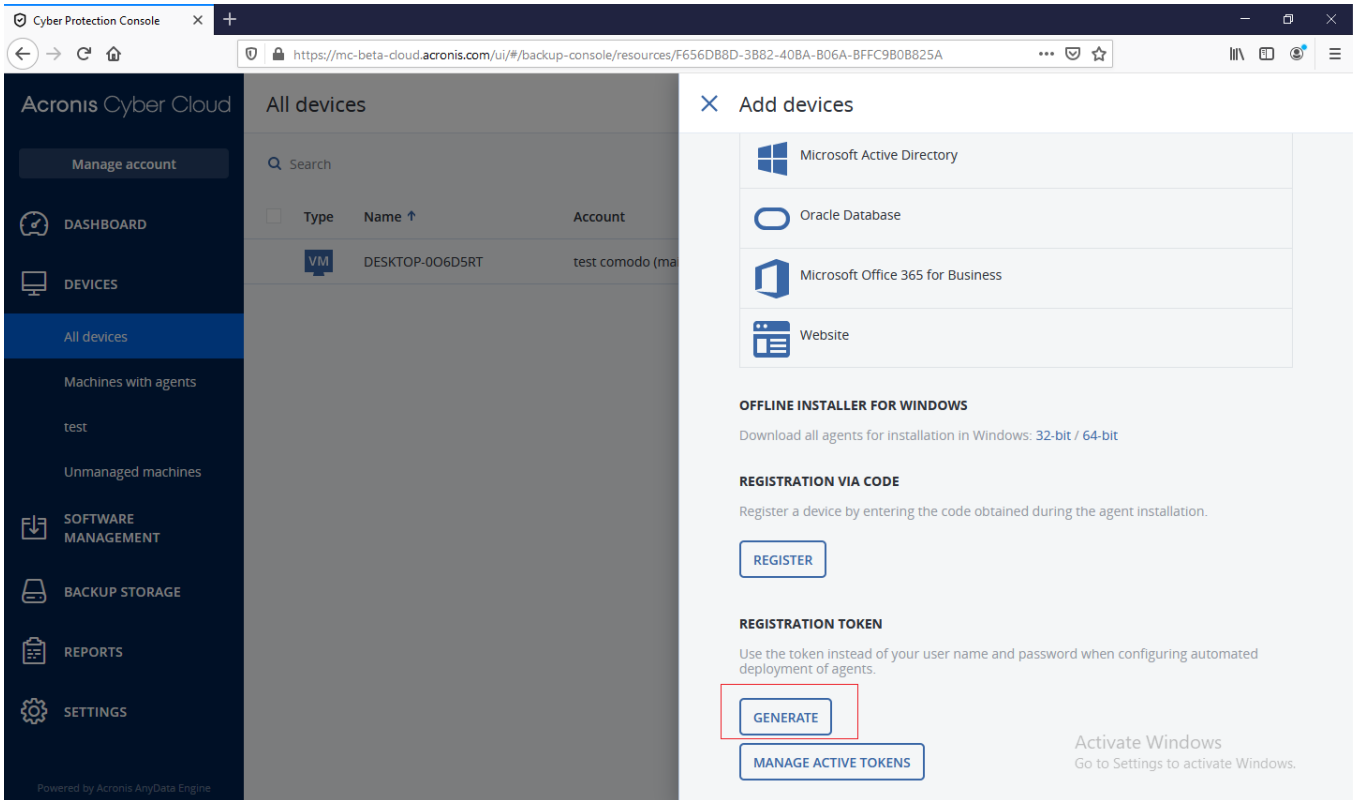 Cyber Protection Console
https://mc-beta-cloud.acronis.com/ui/#/backup-console/resources/F656DB8D-3B82-40BA-B06A-BFFC9B0B825A
Acronis Cyber Cloud
Manage account
DASHBOARD
DEVICES
All devices
Machines with agents
test
Unmanaged machines
SOFTWARE
MANAGEMENT
BACKUP STORAGE
REPORTS
SETTINGS
Powered by Acronis AnyData Engine
All devices
Search
Type Name Account
VM DESKTOP-0O6D5RT test comodo (ma
Add devices
Microsoft Active Directory
Oracle Database
Microsoft Office 365 for Business
Website
OFFLINE INSTALLER FOR WINDOWS
Download all agents for installation in Windows: 32-bit / 64-bit
REGISTRATION VIA CODE
Register a device by entering the code obtained during the agent installation.
REGISTER
REGISTRATION TOKEN
Use the token instead of your user name and password when configuring automated
deployment of agents.
GENERATE
MANAGE ACTIVE TOKENS
Activate Windows
Go to Settings to activate Windows.